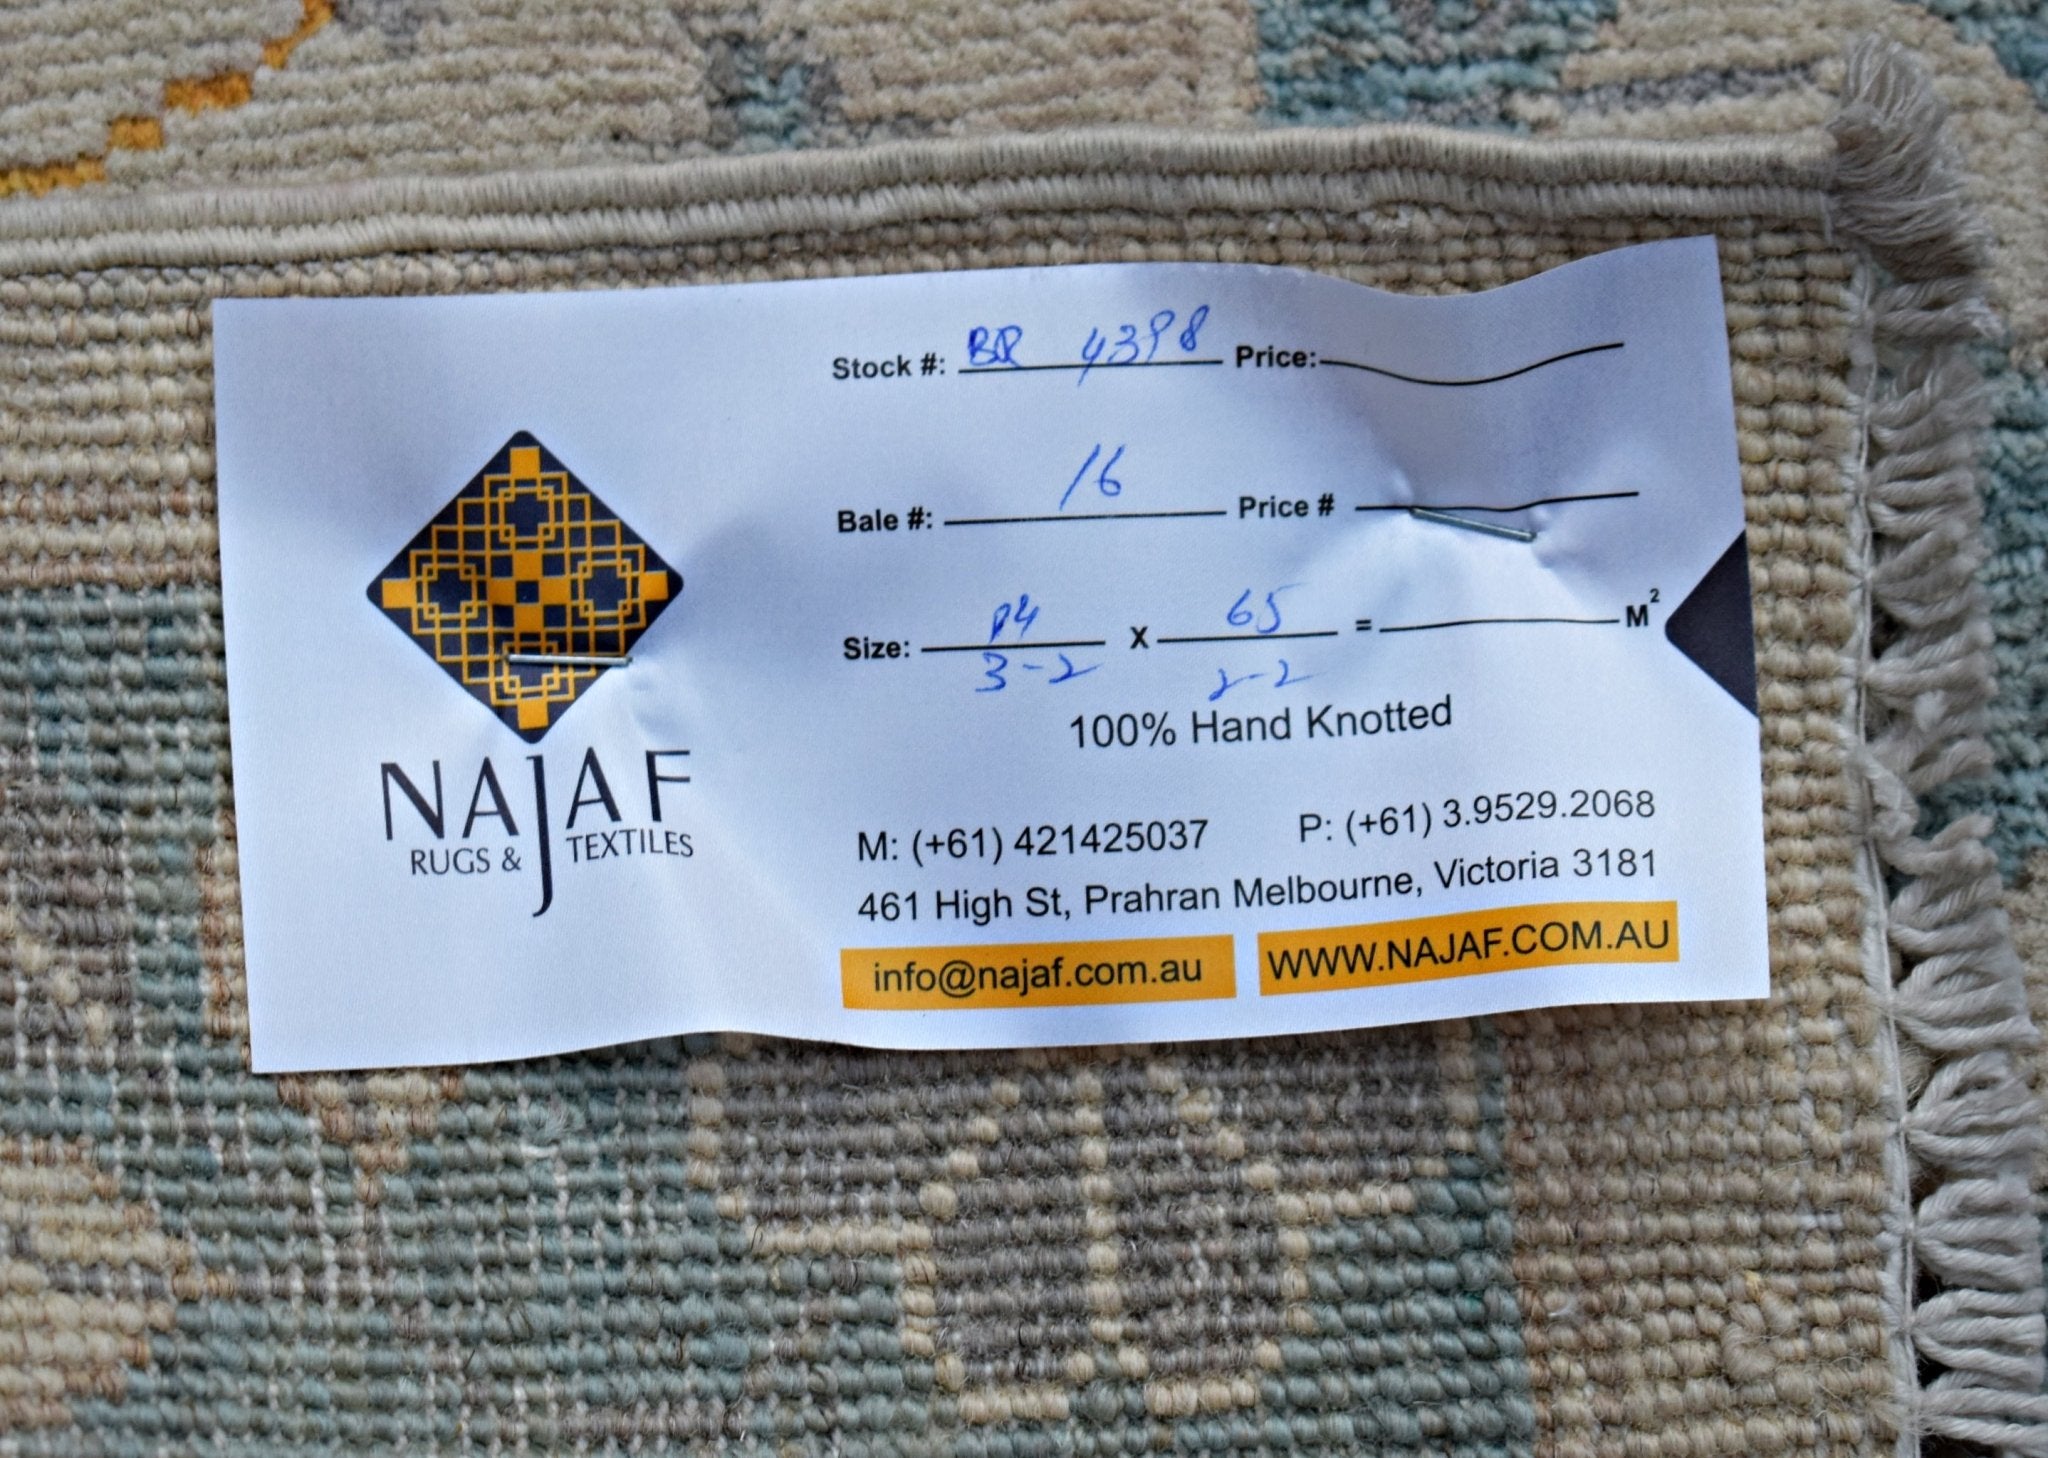 Stock #: BR 4398 Price:
Bale #: 16 Price #
Size: 94 X 65 = M²
3-2 2-2
100% Hand Knotted
NAJAF
RUGS & TEXTILES
M: (+61) 421425037 P: (+61) 3.9529.2068
461 High St, Prahran Melbourne, Victoria 3181
info@najaf.com.au WWW.NAJAF.COM.AU